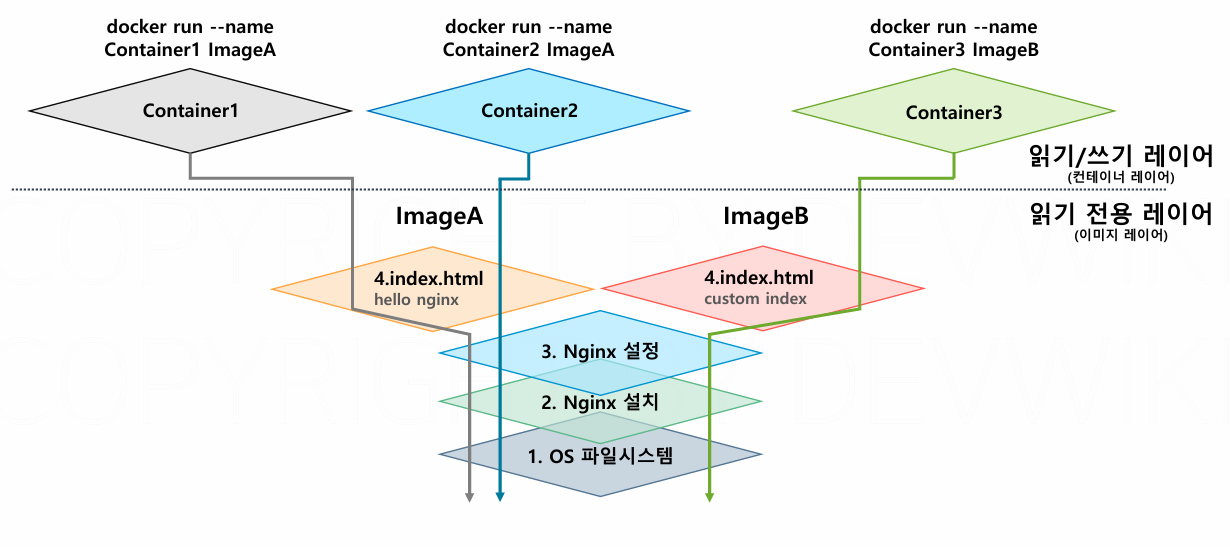 docker run --name
Container1 ImageA
docker run --name
Container2 ImageA
docker run --name
Container3 ImageB
Container1
Container2
Container3
읽기/쓰기 레이어
(컨테이너 레이어)
ImageA
ImageB
읽기 전용 레이어
(이미지 레이어)
4.index.html
hello nginx
4.index.html
custom index
3. Nginx 설정
2. Nginx 설치
1. OS 파일시스템
COPYRIGHT BY DEVWIKI
COPYRIGHT BY DEVWIKI